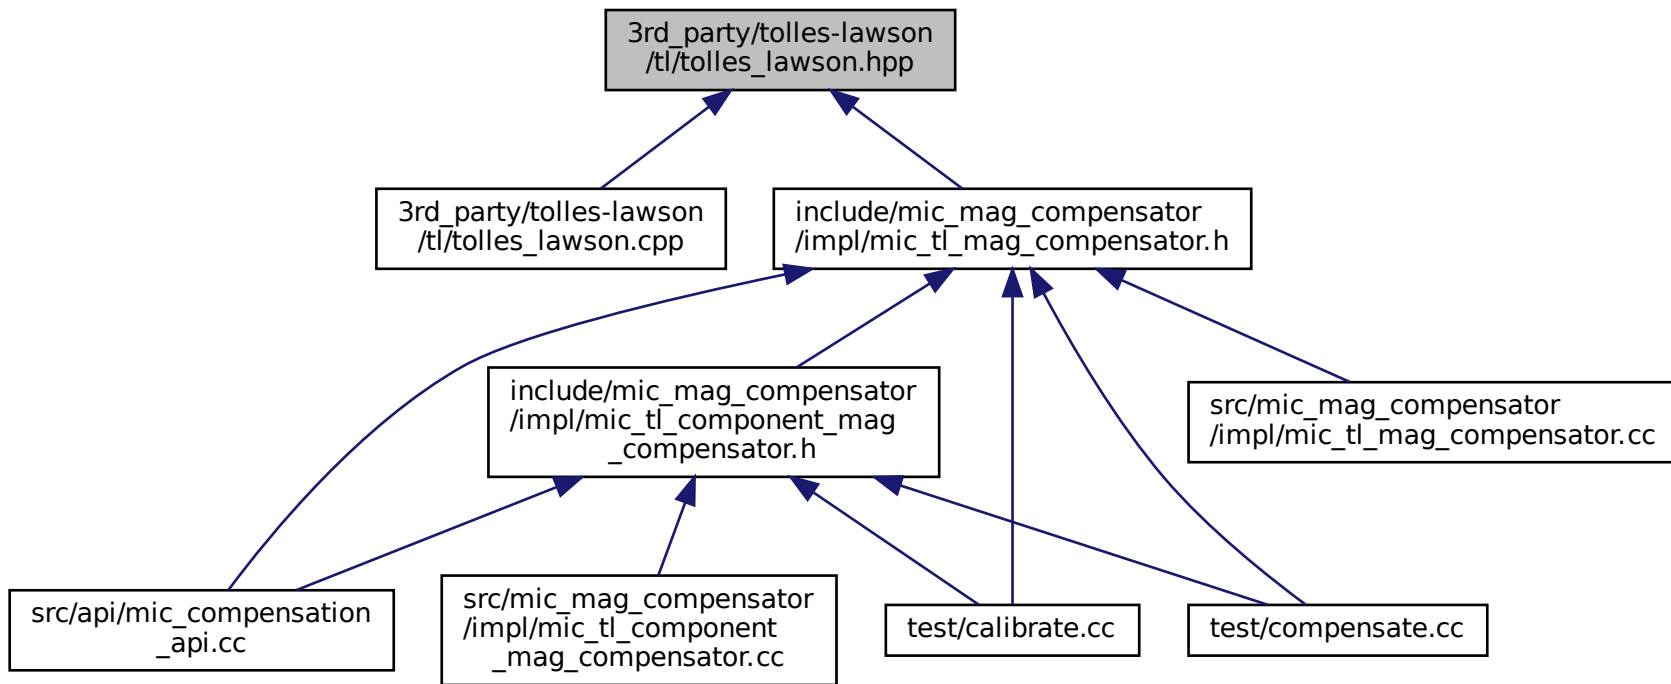 3rd_party/tolles-lawson
/tl/tolles_lawson.hpp
3rd_party/tolles-lawson
/tl/tolles_lawson.cpp
include/mic_mag_compensator
/impl/mic_tl_mag_compensator.h
include/mic_mag_compensator
/impl/mic_tl_component_mag
_compensator.h
src/mic_mag_compensator
/impl/mic_tl_mag_compensator.cc
src/api/mic_compensation
_api.cc
src/mic_mag_compensator
/impl/mic_tl_component
_mag_compensator.cc
test/calibrate.cc
test/compensate.cc